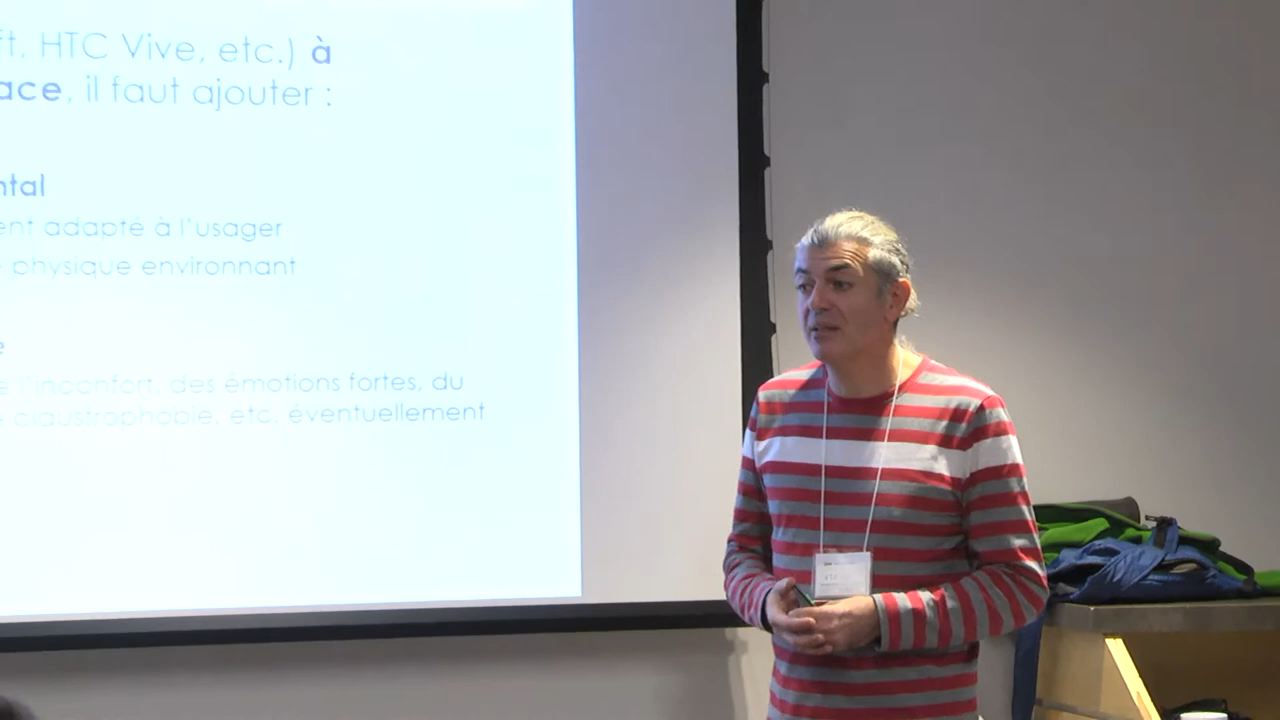 ft, HTC Vive, etc.) à
ace, il faut ajouter :
ntal
ent adapté à l'usager
physique environnant
e
e l'inconfort, des émotions fortes, du
e claustrophobie, etc. éventuellement